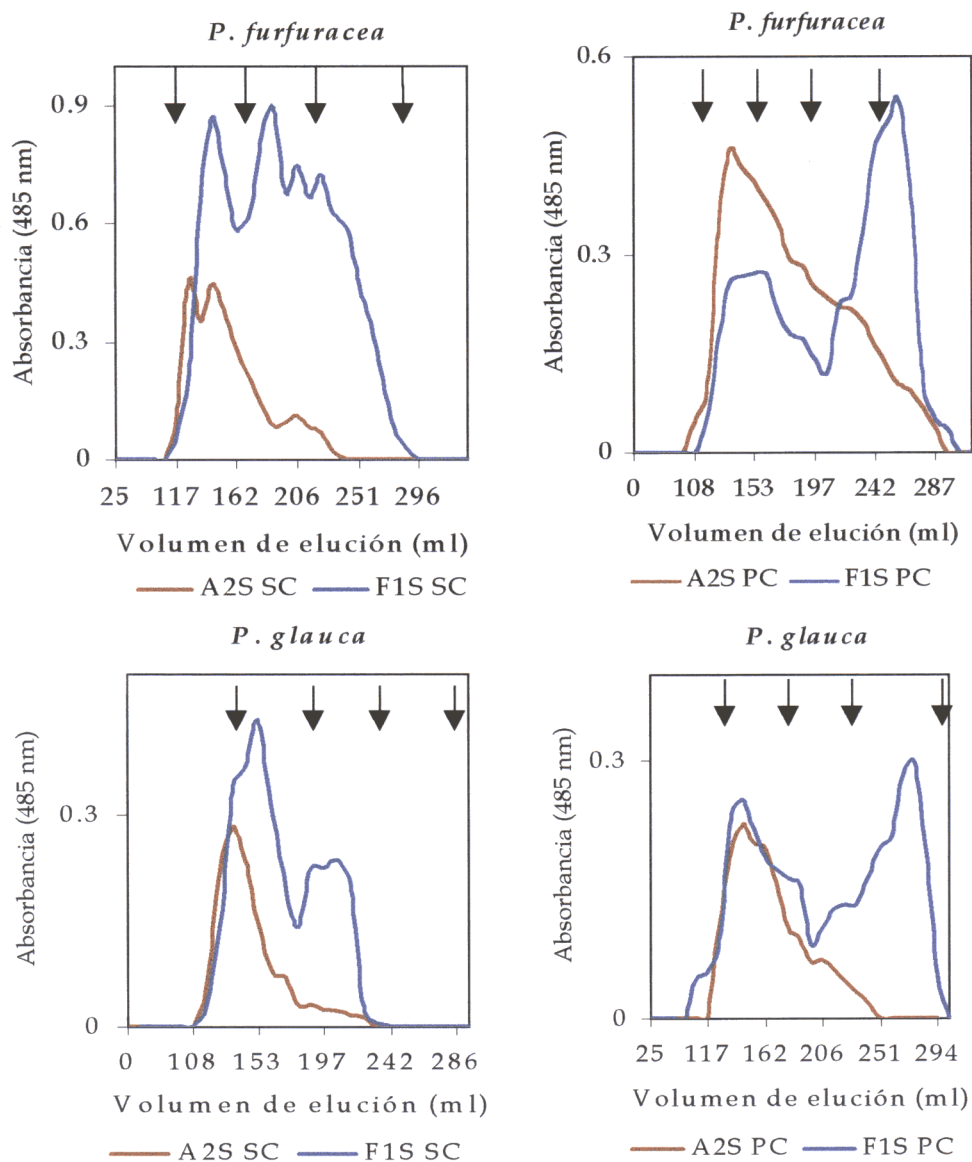 P. furfuracea
Absorbancia (485 nm)
0.9
0.6
0.3
0
25 117 162 206 251 296
Volumen de elución (ml)
A2S SC F1S SC
P. furfuracea
Absorbancia (485 nm)
0.6
0.3
0
0 108 153 197 242 287
Volumen de elución (ml)
A2S PC F1S PC
P. glauca
Absorbancia (485 nm)
0.3
0
0 108 153 197 242 286
Volumen de elución (ml)
A2S SC F1S SC
P. glauca
Absorbancia (485 nm)
0.3
0
25 117 162 206 251 294
Volumen de elución (ml)
A2S PC F1S PC